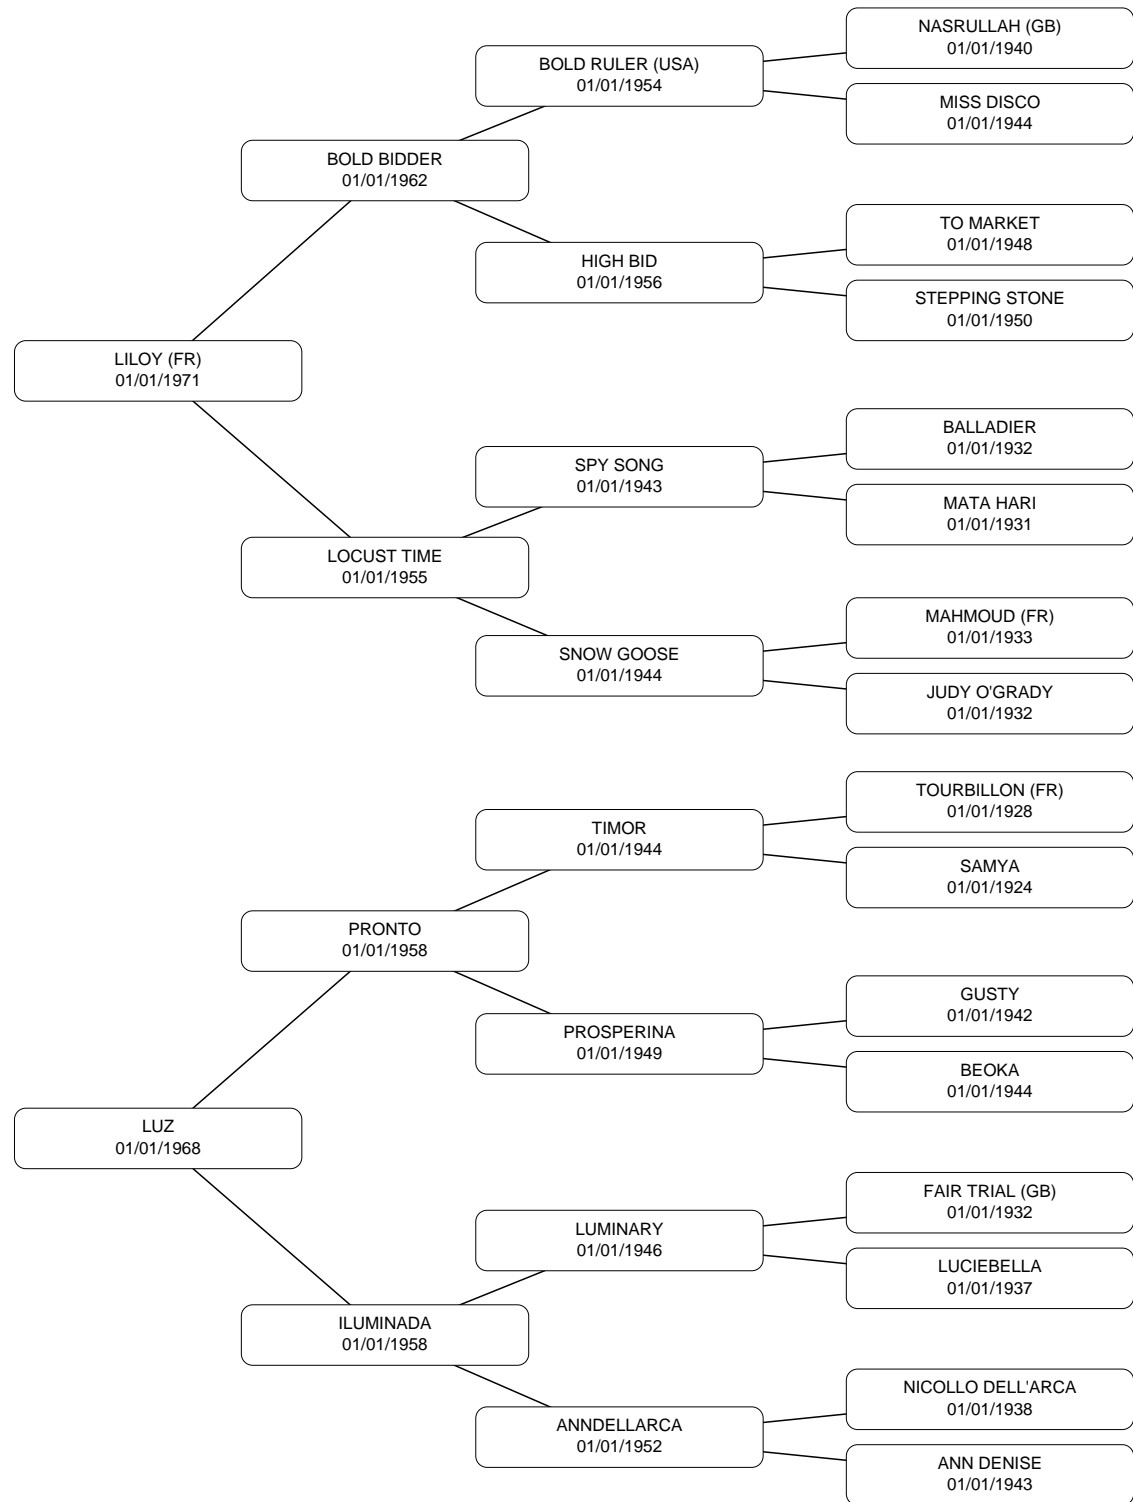 NASRULLAH (GB)
01/01/1940
BOLD RULER (USA)
01/01/1954
MISS DISCO
01/01/1944
BOLD BIDDER
01/01/1962
TO MARKET
01/01/1948
HIGH BID
01/01/1956
STEPPING STONE
01/01/1950
LILOY (FR)
01/01/1971
BALLADIER
01/01/1932
SPY SONG
01/01/1943
MATA HARI
01/01/1931
LOCUST TIME
01/01/1955
MAHMOUD (FR)
01/01/1933
SNOW GOOSE
01/01/1944
JUDY O'GRADY
01/01/1932
TOURBILLON (FR)
01/01/1928
TIMOR
01/01/1944
SAMYA
01/01/1924
PRONTO
01/01/1958
GUSTY
01/01/1942
PROSPERINA
01/01/1949
BEOKA
01/01/1944
LUZ
01/01/1968
FAIR TRIAL (GB)
01/01/1932
LUMINARY
01/01/1946
LUCIEBELLA
01/01/1937
ILUMINADA
01/01/1958
NICOLLO DELL'ARCA
01/01/1938
ANNDELLARCA
01/01/1952
ANN DENISE
01/01/1943